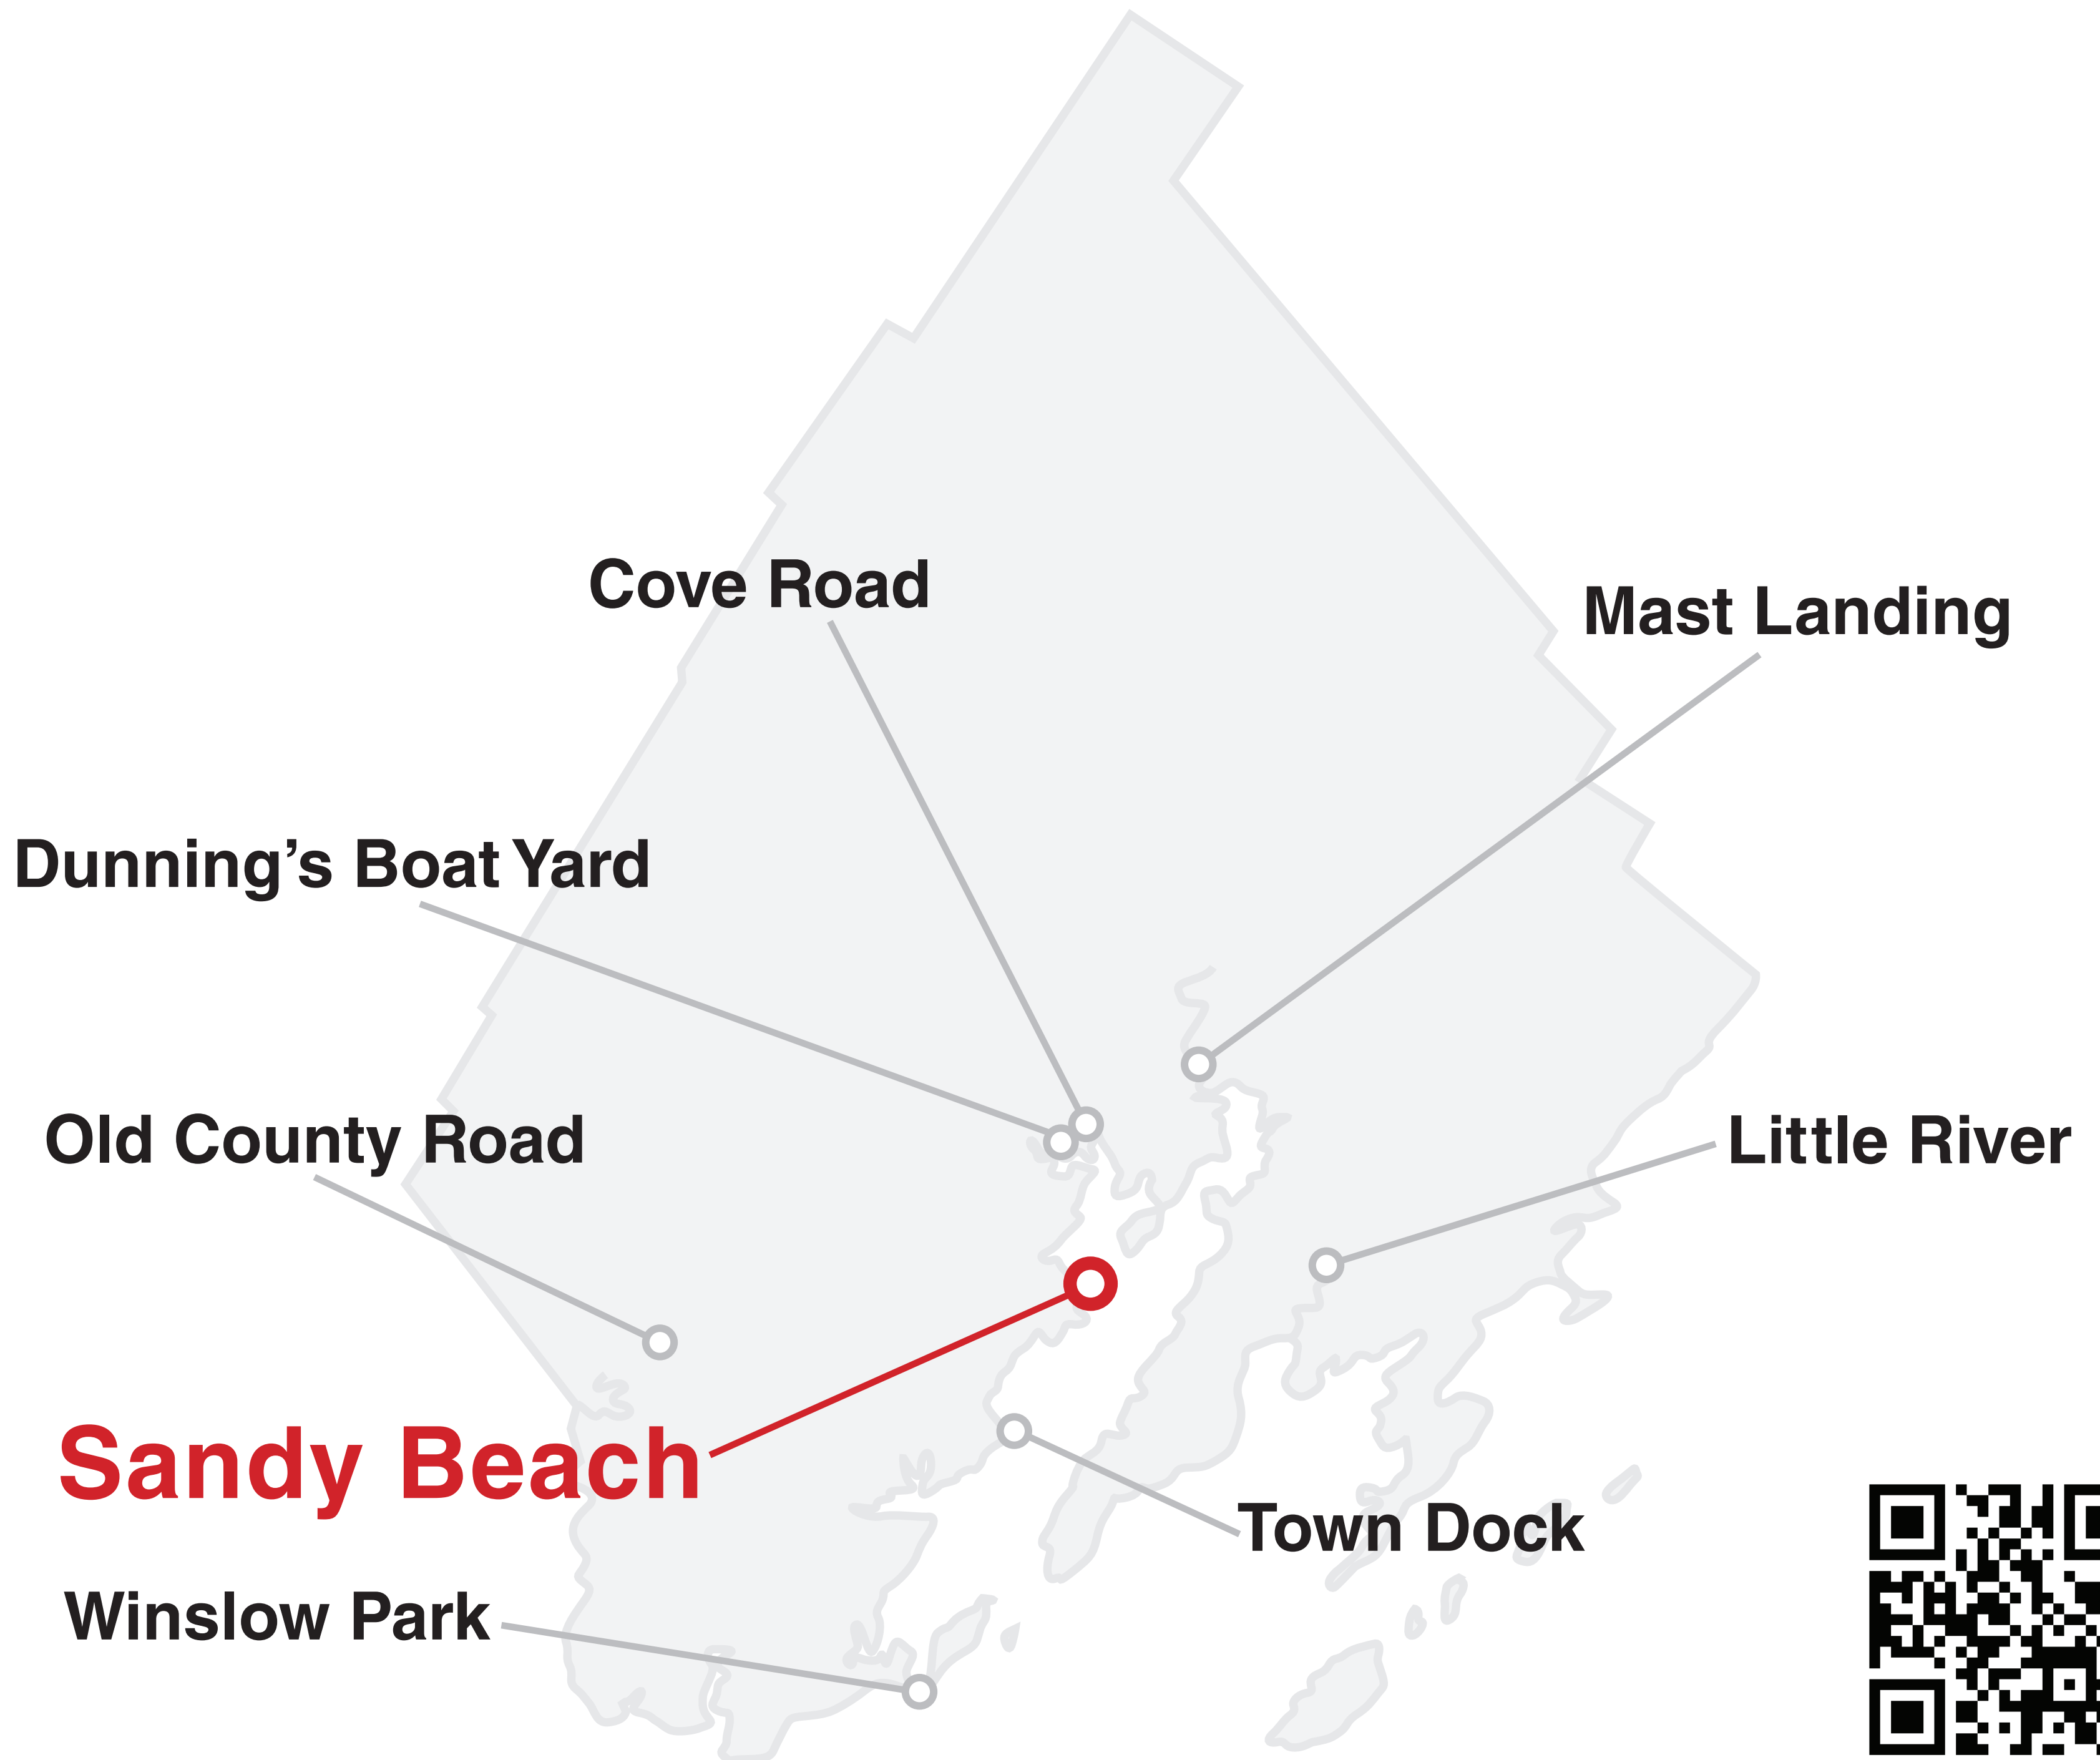 Cove Road
Mast Landing
Dunning’s Boat Yard
Old County Road
Little River
Sandy Beach
Town Dock
Winslow Park